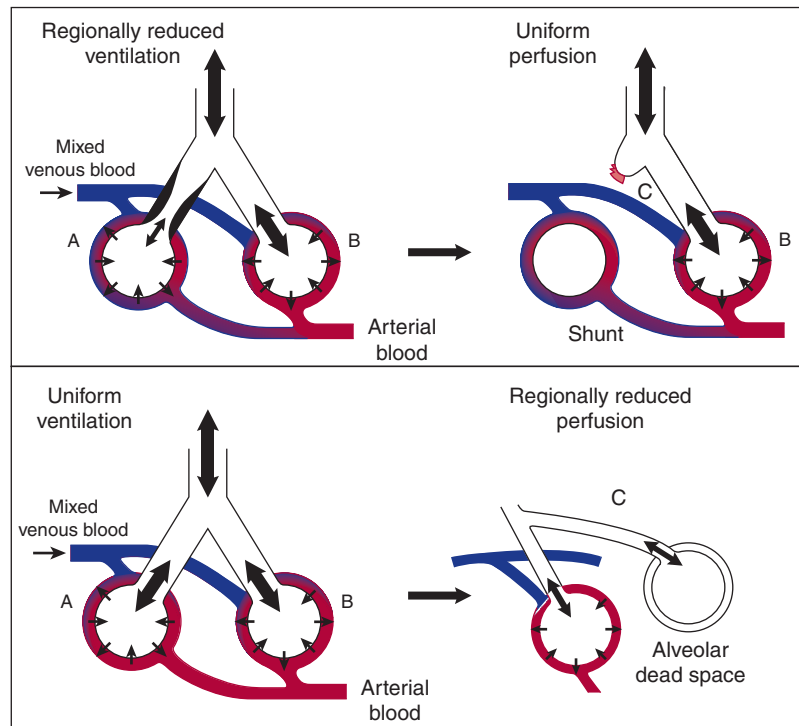 Regionally reduced
ventilation
Uniform
perfusion
Mixed
venous blood
A
B
C
B
Arterial
blood
Shunt
Uniform
ventilation
Regionally reduced
perfusion
Mixed
venous blood
A
B
C
Arterial
blood
Alveolar
dead space